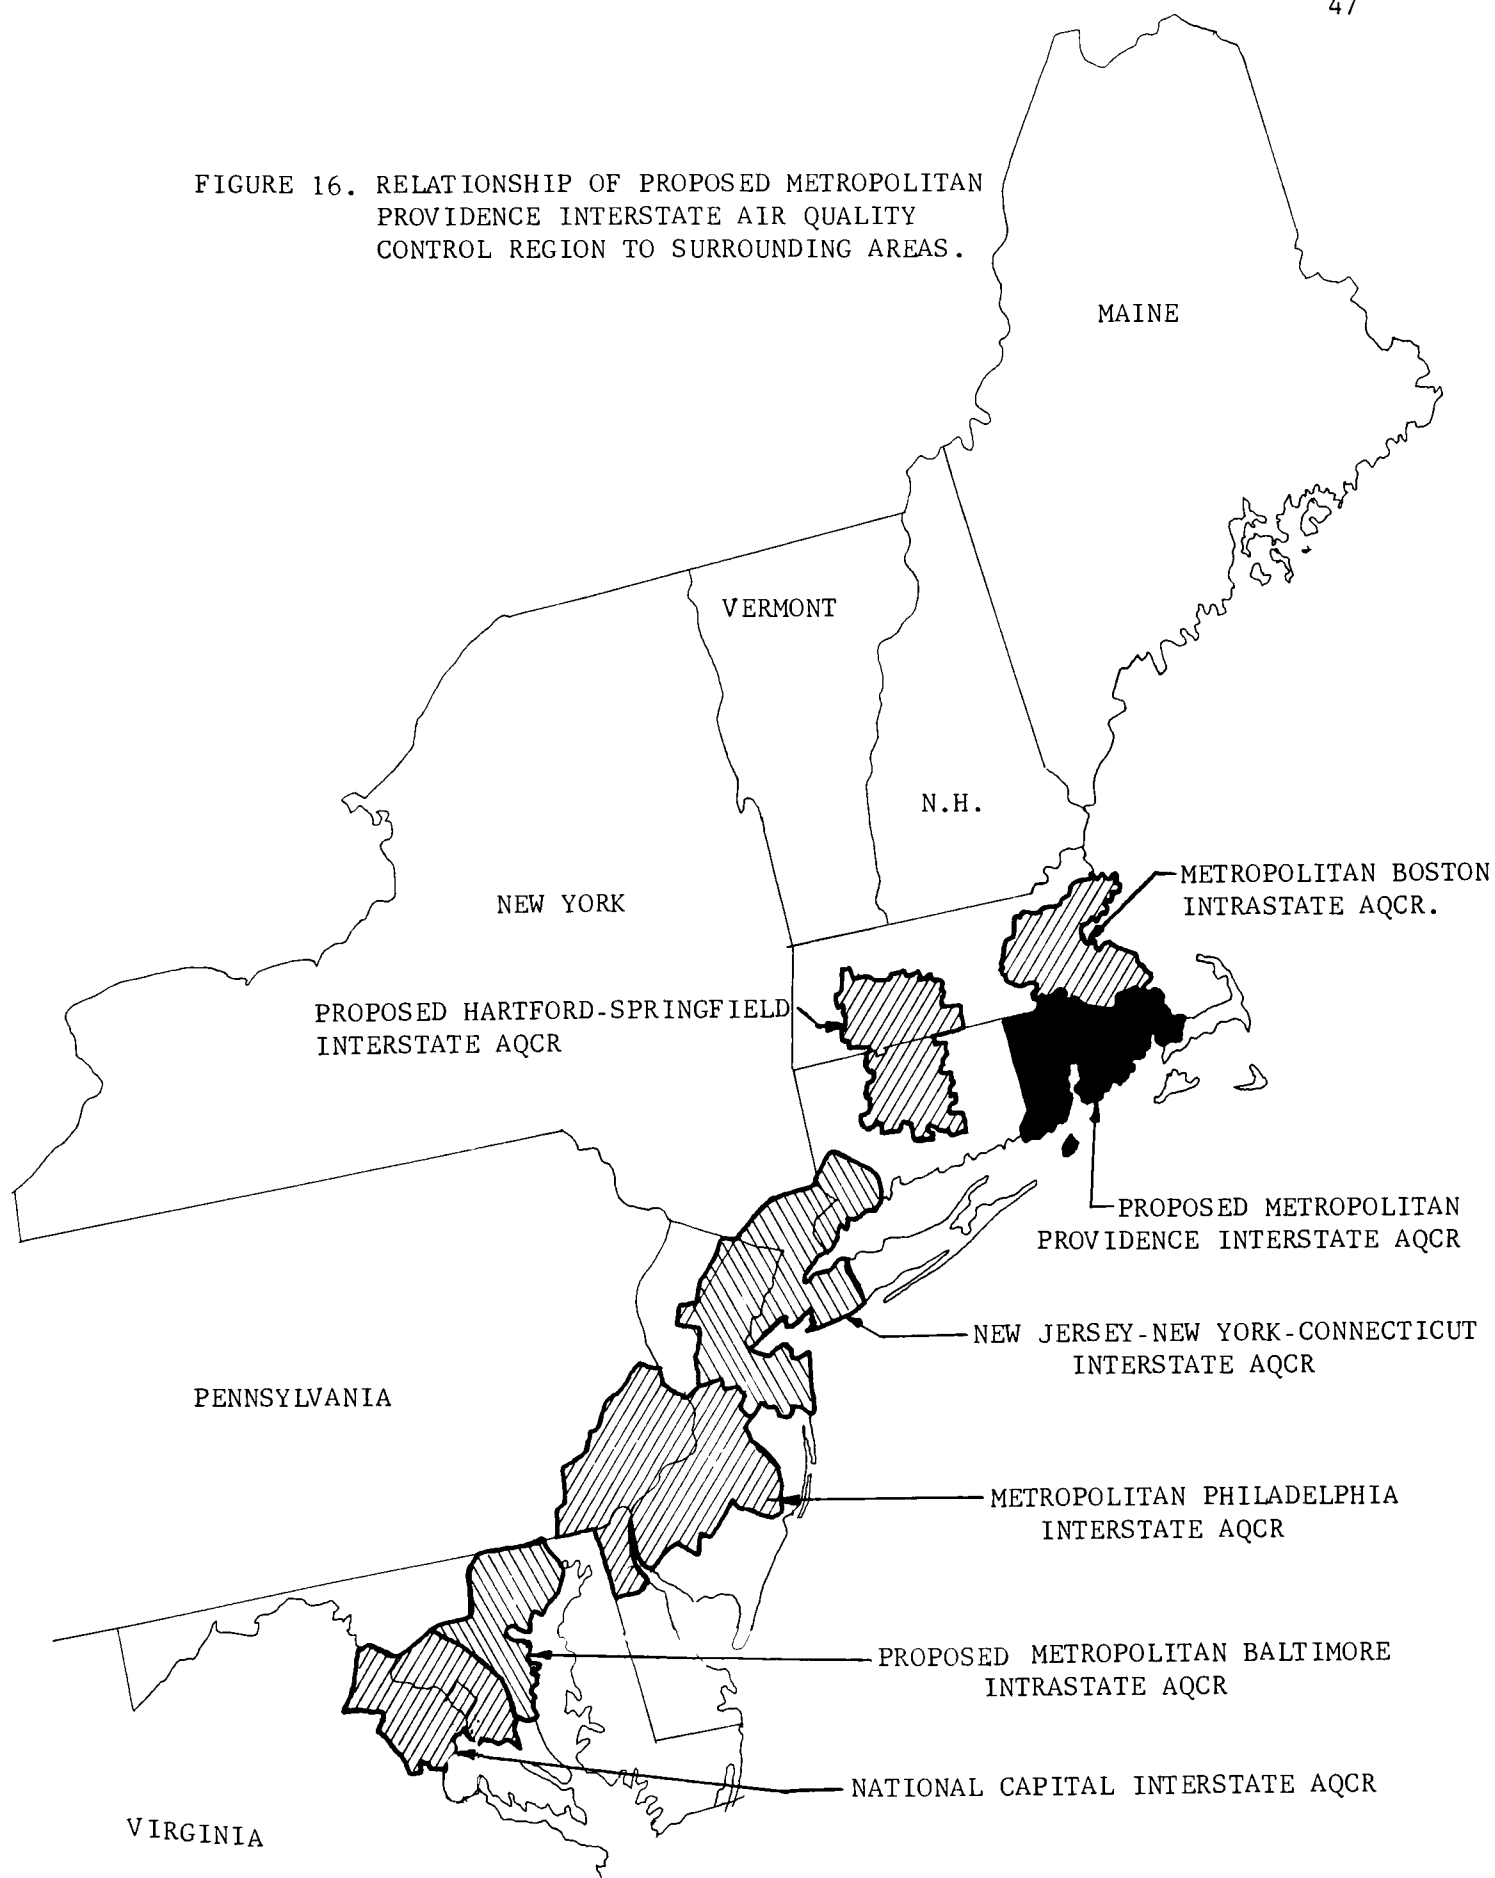 47
FIGURE 16. RELATIONSHIP OF PROPOSED METROPOLITAN
PROVIDENCE INTERSTATE AIR QUALITY
CONTROL REGION TO SURROUNDING AREAS.
MAINE
VERMONT
N.H.
NEW YORK
METROPOLITAN BOSTON
INTRASTATE AQCR.
PROPOSED HARTFORD-SPRINGFIELD
INTERSTATE AQCR
PROPOSED METROPOLITAN
PROVIDENCE INTERSTATE AQCR
NEW JERSEY-NEW YORK-CONNECTICUT
INTERSTATE AQCR
PENNSYLVANIA
METROPOLITAN PHILADELPHIA
INTERSTATE AQCR
PROPOSED METROPOLITAN BALTIMORE
INTRASTATE AQCR
NATIONAL CAPITAL INTERSTATE AQCR
VIRGINIA